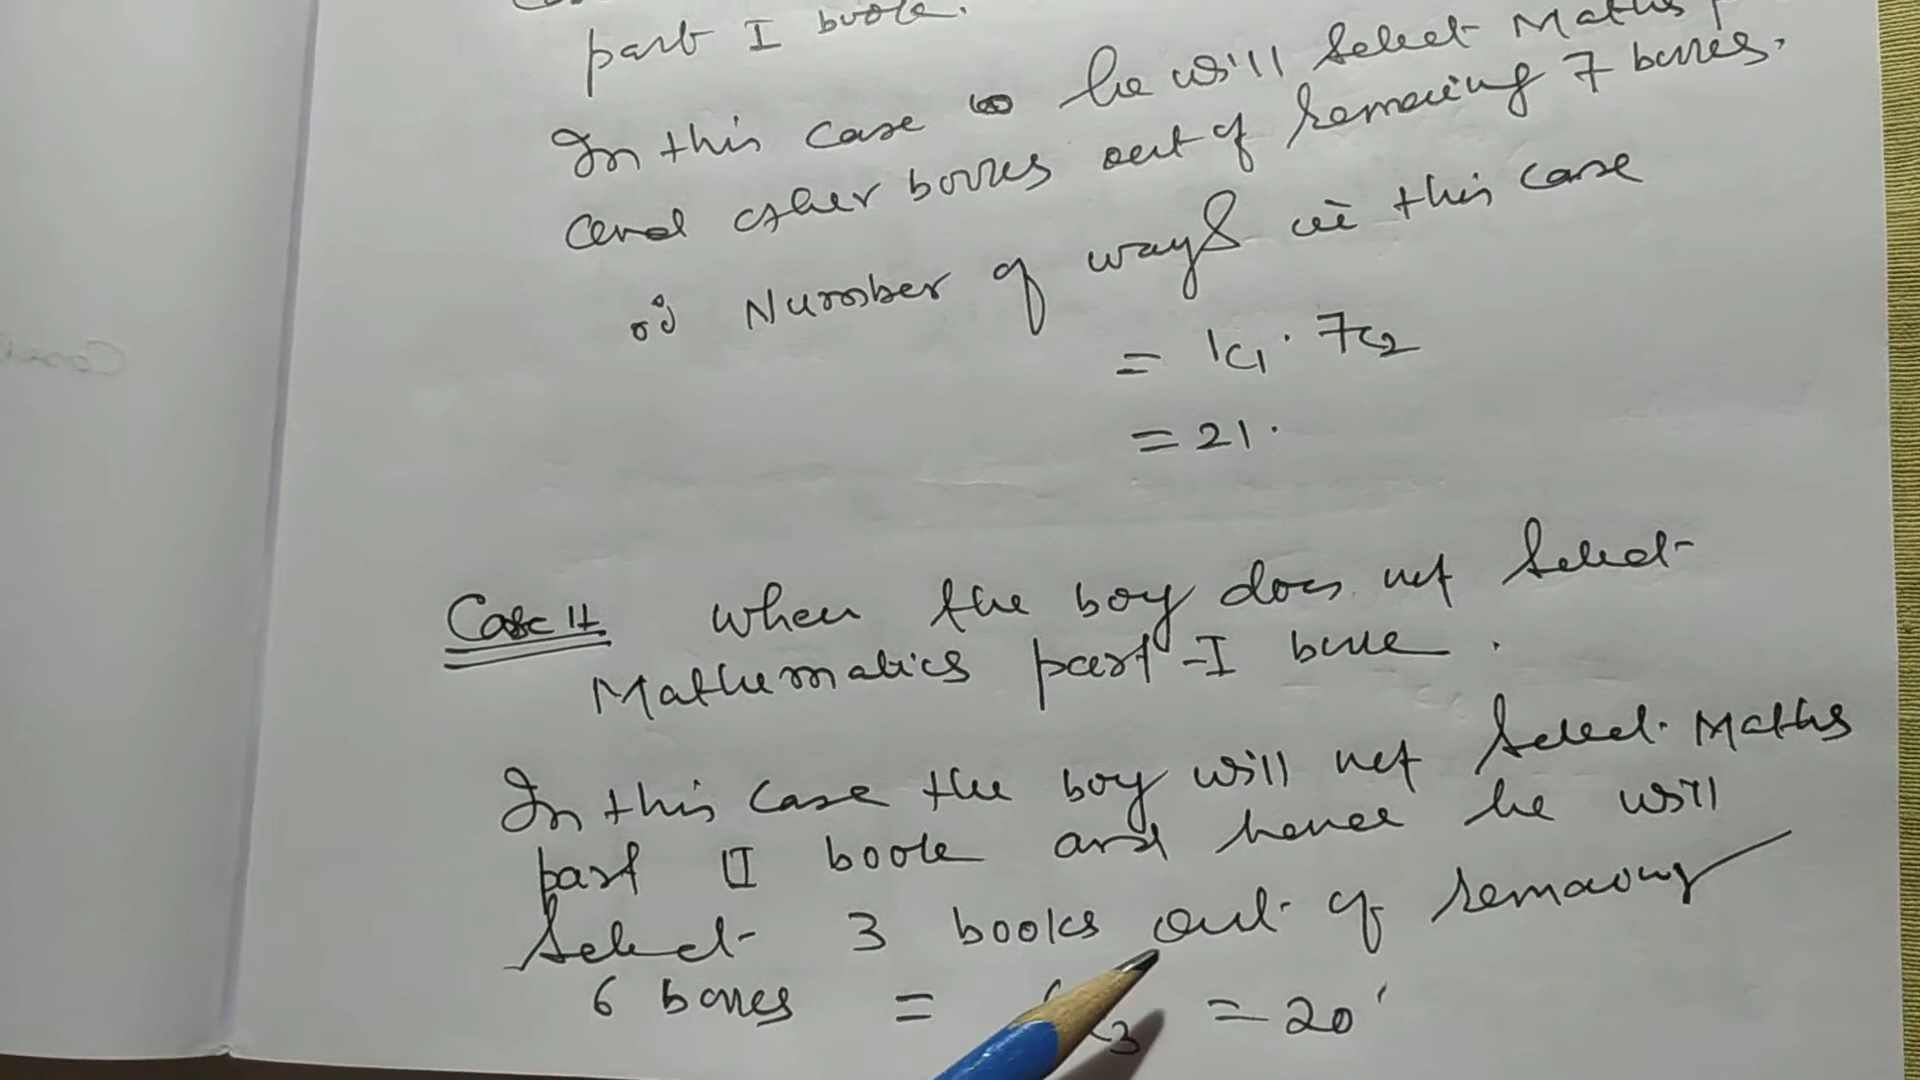 part I book.
In this case he will select Maths
and other books out of remaining 7 books.
∴ Number of ways in this case
= 1C1 . 7C2
= 21.
Case II When the boy does not select
Mathematics part-I book.
In this case the boy will not select Maths
part II book and hence he will
select 3 books out of remaining
6 books = 3 = 20